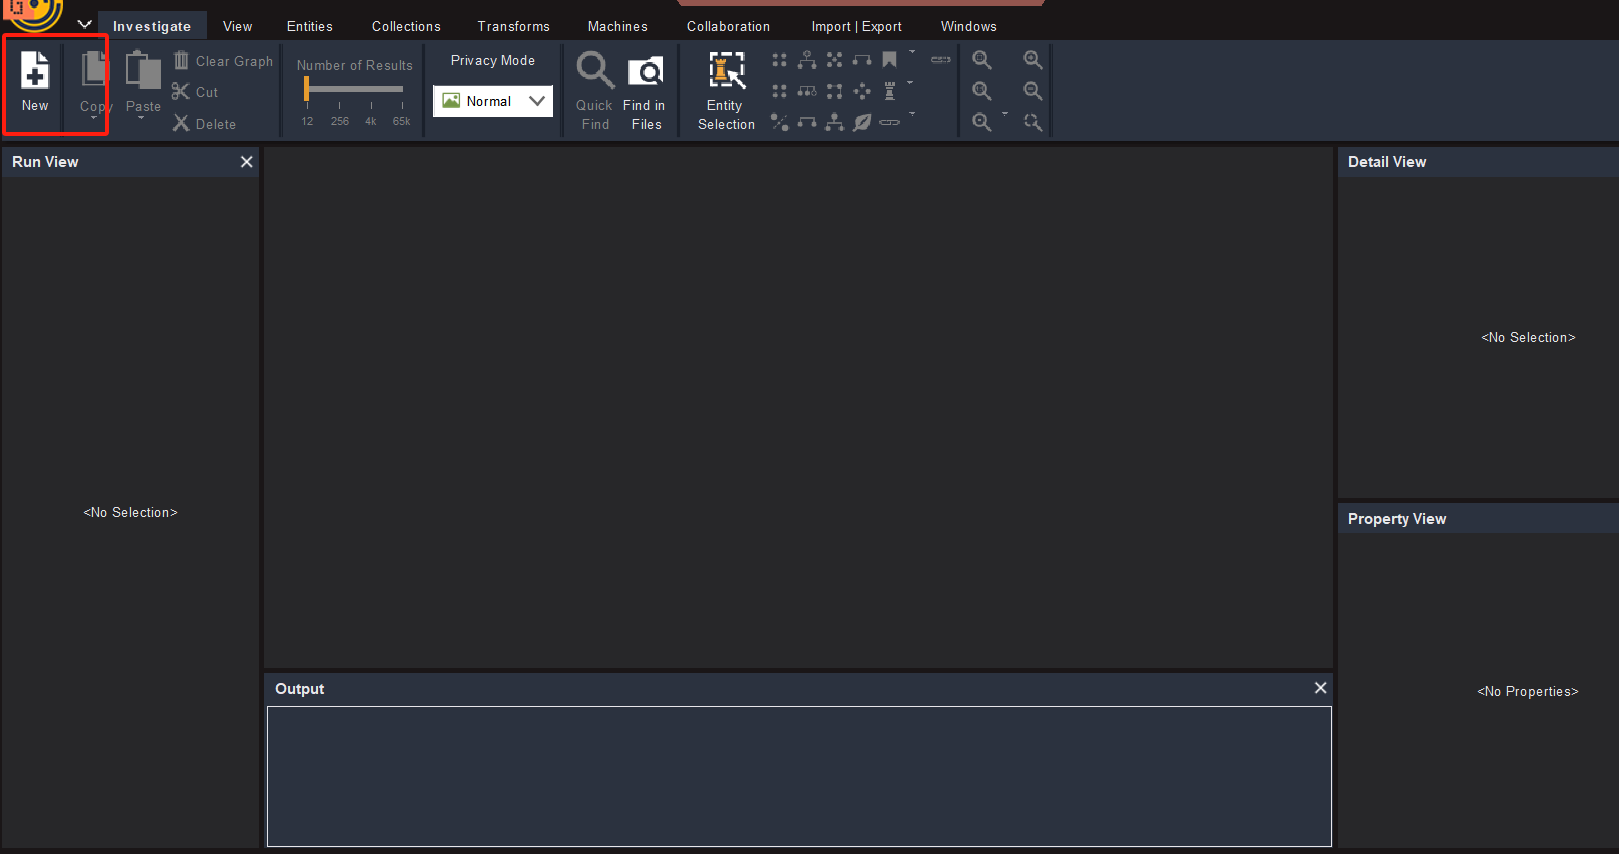 Investigate View Entities Collections Transforms Machines Collaboration Import | Export Windows
New
Copy
Paste
Clear Graph
Cut
Delete
Number of Results
12 256 4k 65k
Privacy Mode
Normal
Quick
Find
Find in
Files
Entity
Selection
Run View
Detail View
<No Selection>
<No Selection>
Property View
Output
<No Properties>